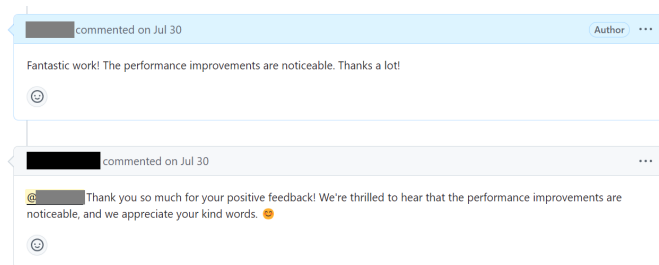 commented on Jul 30 Author
Fantastic work! The performance improvements are noticeable. Thanks a lot!
commented on Jul 30
@ Thank you so much for your positive feedback! We're thrilled to hear that the performance improvements are
noticeable, and we appreciate your kind words. 😊